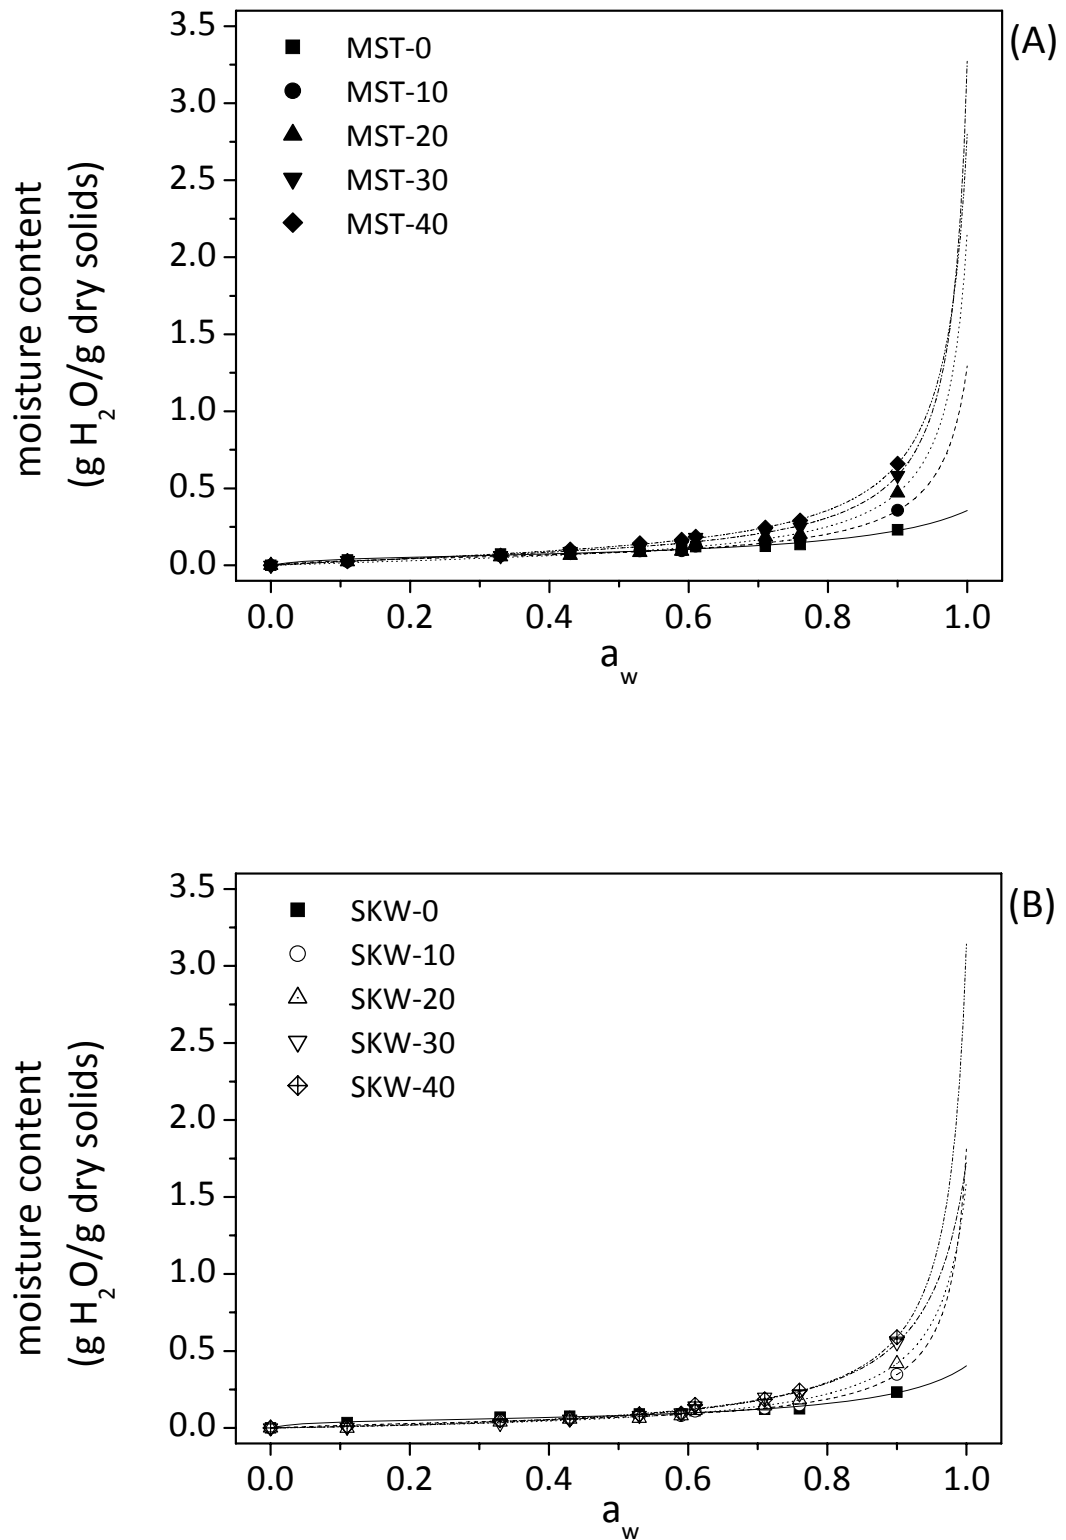 (A)
3.5
3.0
2.5
2.0
1.5
1.0
0.5
0.0
MST-0
MST-10
MST-20
MST-30
MST-40
moisture content
(g H₂O/g dry solids)
0.0 0.2 0.4 0.6 0.8 1.0
a_w
(B)
3.5
3.0
2.5
2.0
1.5
1.0
0.5
0.0
SKW-0
SKW-10
SKW-20
SKW-30
SKW-40
moisture content
(g H₂O/g dry solids)
0.0 0.2 0.4 0.6 0.8 1.0
a_w